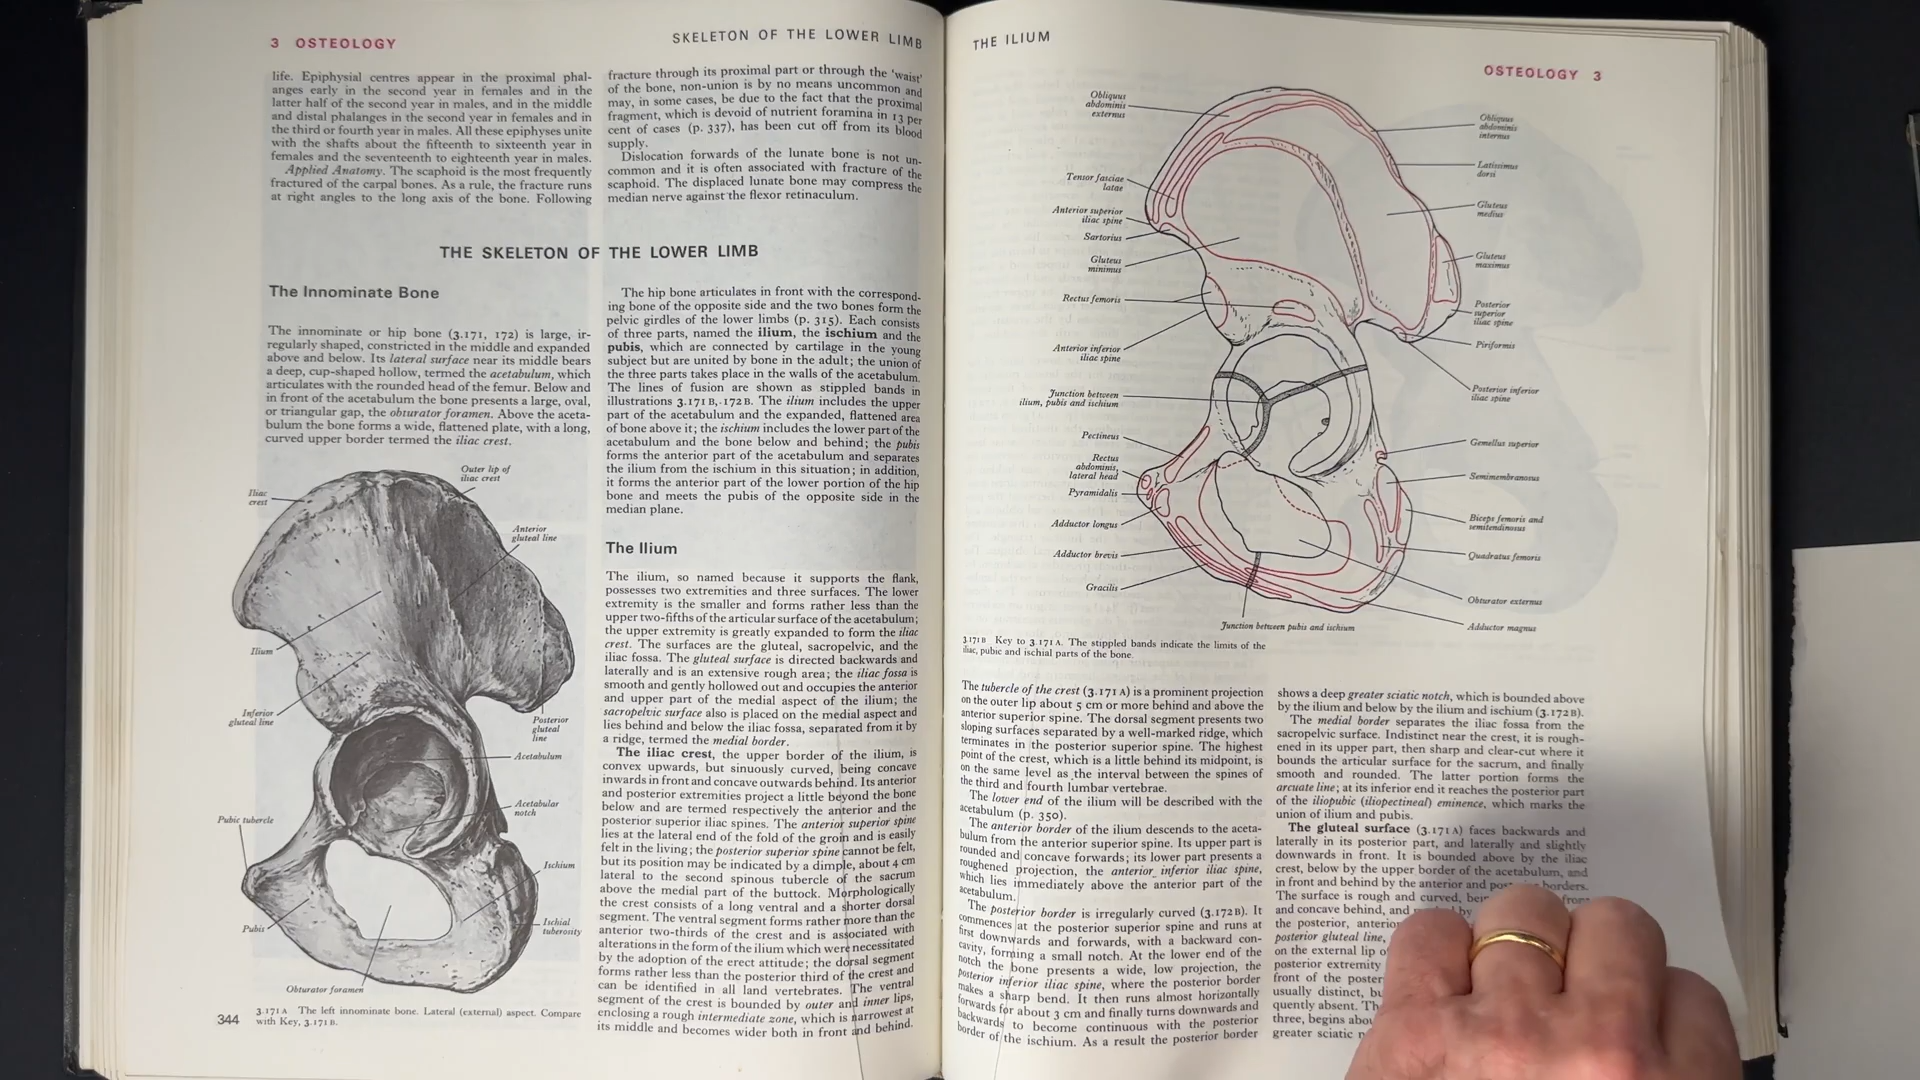 3 OSTEOLOGY
SKELETON OF THE LOWER LIMB
life. Epiphysial centres appear in the proximal phal-
anges early in the second year in females and in the
latter half of the second year in males, and in the middle
and distal phalanges in the second year in females and in
the third or fourth year in males. All these epiphyses unite
with the shafts about the fifteenth to sixteenth year in
females and the seventeenth to eighteenth year in males.
Applied Anatomy. The scaphoid is the most frequently
fractured of the carpal bones. As a rule, the fracture runs
at right angles to the long axis of the bone. Following
fracture through its proximal part or through the 'waist'
of the bone, non-union is by no means uncommon and
may, in some cases, be due to the fact that the proximal
fragment, which is devoid of nutrient foramina in 13 per
cent of cases (p. 337), has been cut off from its blood
supply.
Dislocation forwards of the lunate bone is not un-
common and it is often associated with fracture of the
scaphoid. The displaced lunate bone may compress the
median nerve against the flexor retinaculum.
THE SKELETON OF THE LOWER LIMB
The Innominate Bone
The innominate or hip bone (3.171, 172) is large, ir-
regularly shaped, constricted in the middle and expanded
above and below. Its lateral surface near its middle bears
a deep, cup-shaped hollow, termed the acetabulum, which
articulates with the rounded head of the femur. Below and
in front of the acetabulum the bone presents a large, oval,
or triangular gap, the obturator foramen. Above the aceta-
bulum the bone forms a wide, flattened plate, with a long,
curved upper border termed the iliac crest.
Iliac
crest
Outer lip of
iliac crest
Anterior
gluteal line
Ilium
Inferior
gluteal line
Posterior
gluteal
line
Acetabulum
Acetabular
notch
Pubic tubercle
Ischium
Pubis
Ischial
tuberosity
Obturator foramen
3.171 A The left innominate bone. Lateral (external) aspect. Compare
with Key, 3.171 B.
344
The hip bone articulates in front with the correspond-
ing bone of the opposite side and the two bones form the
pelvic girdles of the lower limbs (p. 315). Each consists
of three parts, named the ilium, the ischium and the
pubis, which are connected by cartilage in the young
subject but are united by bone in the adult; the union of
the three parts takes place in the walls of the acetabulum.
The lines of fusion are shown as stippled bands in
illustrations 3.171 B, 172 B. The ilium includes the upper
part of the acetabulum and the expanded, flattened area
of bone above it; the ischium includes the lower part of the
acetabulum and the bone below and behind; the pubis
forms the anterior part of the acetabulum and separates
the ilium from the ischium in this situation; in addition,
it forms the anterior part of the lower portion of the hip
bone and meets the pubis of the opposite side in the
median plane.
The Ilium
The ilium, so named because it supports the flank,
possesses two extremities and three surfaces. The lower
extremity is the smaller and forms rather less than the
upper two-fifths of the articular surface of the acetabulum;
the upper extremity is greatly expanded to form the iliac
crest. The surfaces are the gluteal, sacropelvic, and the
iliac fossa. The gluteal surface is directed backwards and
laterally and is an extensive rough area; the iliac fossa is
smooth and gently hollowed out and occupies the anterior
and upper part of the medial aspect of the ilium; the
sacropelvic surface also is placed on the medial aspect and
lies behind and below the iliac fossa, separated from it by
a ridge, termed the medial border.
The iliac crest, the upper border of the ilium, is
convex upwards, but sinuously curved, being concave
inwards in front and concave outwards behind. Its anterior
and posterior extremities project a little beyond the bone
below and are termed respectively the anterior and the
posterior superior iliac spines. The anterior superior spine
lies at the lateral end of the fold of the groin and is easily
felt in the living; the posterior superior spine cannot be felt,
but its position may be indicated by a dimple, about 4 cm
lateral to the second spinous tubercle of the sacrum
above the medial part of the buttock. Morphologically
the crest consists of a long ventral and a shorter dorsal
segment. The ventral segment forms rather more than the
anterior two-thirds of the crest and is associated with
alterations in the form of the ilium which were necessitated
by the adoption of the erect attitude; the dorsal segment
forms rather less than the posterior third of the crest and
can be identified in all land vertebrates. The ventral
segment of the crest is bounded by outer and inner lips,
enclosing a rough intermediate zone, which is narrowest at
its middle and becomes wider both in front and behind.
THE ILIUM
OSTEOLOGY 3
Obliquus
abdominis
externus
Tensor fasciae
latae
Anterior superior
iliac spine
Sartorius
Gluteus
minimus
Rectus femoris
Anterior inferior
iliac spine
Junction between
ilium, pubis and ischium
Pectineus
Rectus
abdominis,
lateral head
Pyramidalis
Adductor longus
Adductor brevis
Gracilis
Junction between pubis and ischium
Obliquus
abdominis
internus
Latissimus
dorsi
Gluteus
medius
Gluteus
maximus
Posterior
superior
iliac spine
Piriformis
Posterior inferior
iliac spine
Gemellus superior
Semimembranosus
Biceps femoris and
semitendinosus
Quadratus femoris
Obturator externus
Adductor magnus
3.171 B Key to 3.171 A. The stippled bands indicate the limits of the
iliac, pubic and ischial parts of the bone.
The tubercle of the crest (3.171 A) is a prominent projection
on the outer lip about 5 cm or more behind and above the
anterior superior spine. The dorsal segment presents two
sloping surfaces separated by a well-marked ridge, which
terminates in the posterior superior spine. The highest
point of the crest, which is a little behind its midpoint, is
on the same level as the interval between the spines of
the third and fourth lumbar vertebrae.
The lower end of the ilium will be described with the
acetabulum (p. 350).
The anterior border of the ilium descends to the aceta-
bulum from the anterior superior spine. Its upper part is
rounded and concave forwards; its lower part presents a
roughened projection, the anterior inferior iliac spine,
which lies immediately above the anterior part of the
acetabulum.
The posterior border is irregularly curved (3.172 B). It
commences at the posterior superior spine and runs at
first downwards and forwards, with a backward con-
cavity, forming a small notch. At the lower end of the
notch the bone presents a wide, low projection, the
posterior inferior iliac spine, where the posterior border
makes a sharp bend. It then runs almost horizontally
forwards for about 3 cm and finally turns downwards and
backwards to become continuous with the posterior
border of the ischium. As a result the posterior border
shows a deep greater sciatic notch, which is bounded above
by the ilium and below by the ilium and ischium (3.172 B).
The medial border separates the iliac fossa from the
sacropelvic surface. Indistinct near the crest, it is rough-
ened in its upper part, then sharp and clear-cut where it
bounds the articular surface for the sacrum, and finally
smooth and rounded. The latter portion forms the
arcuate line; at its inferior end it reaches the posterior part
of the iliopubic (iliopectineal) eminence, which marks the
union of ilium and pubis.
The gluteal surface (3.171 A) faces backwards and
laterally in its posterior part, and laterally and slightly
downwards in front. It is bounded above by the iliac
crest, below by the upper border of the acetabulum, and
in front and behind by the anterior and borders.
The surface is rough and curved, front
and concave behind, and by
the posterior,
posterior gluteal line,
on the external lip
posterior extremity
front of the
usually distinct,
quently absent.
three, begins
greater sciatic